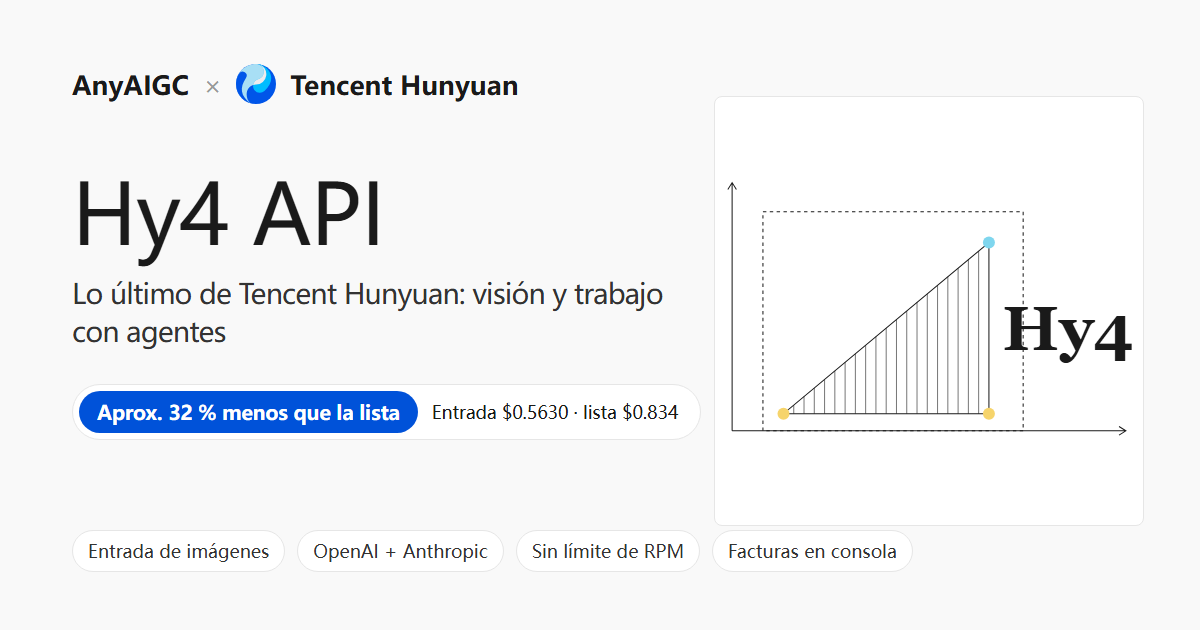 AnyAIGC × Tencent Hunyuan
Hy4 API
Lo último de Tencent Hunyuan: visión y trabajo
con agentes
Aprox. 32 % menos que la lista
Entrada $0.5630 · lista $0.834
Hy4
Entrada de imágenes
OpenAI + Anthropic
Sin límite de RPM
Facturas en consola